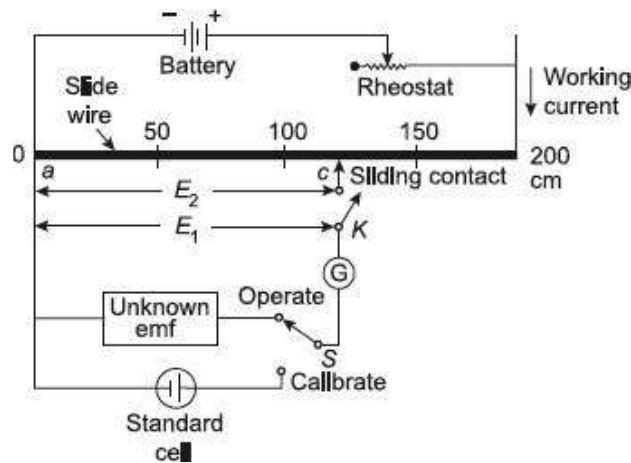 − +
Battery
Rheostat
Working
current
Slide
wire
0
50
100
150
200
cm
a
c
Sliding contact
E2
E1
K
G
Unknown
emf
Operate
S
Calibrate
Standard
cell